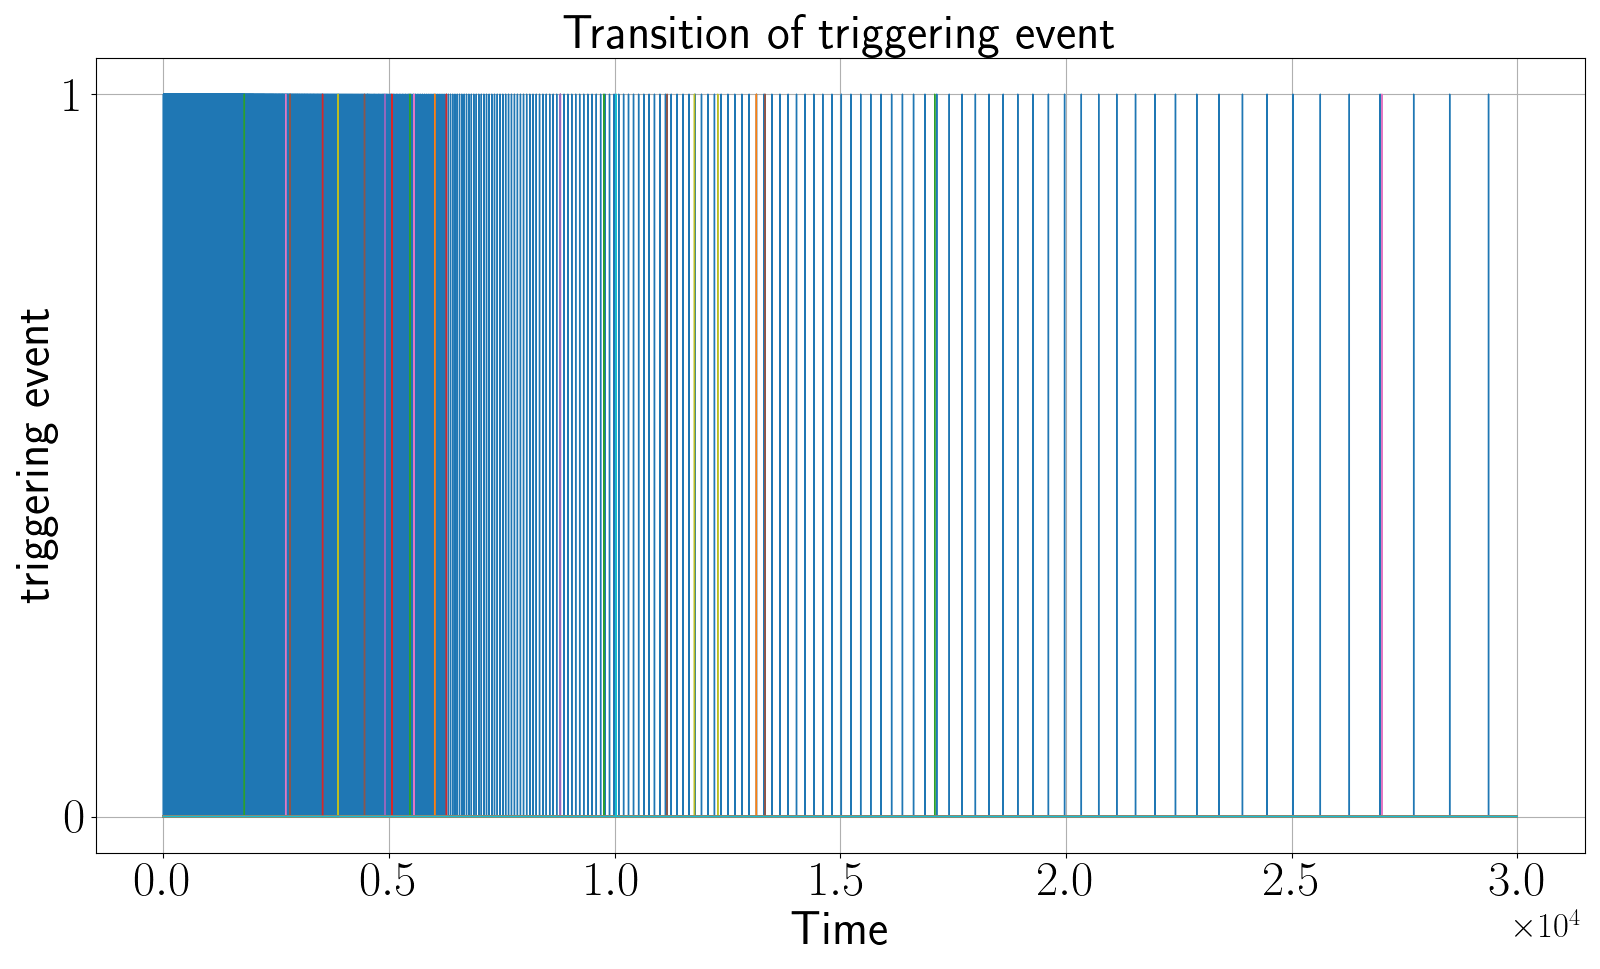 Transition of triggering event
triggering event
1
0
0.0 0.5 1.0 1.5 2.0 2.5 3.0
Time
×10⁴